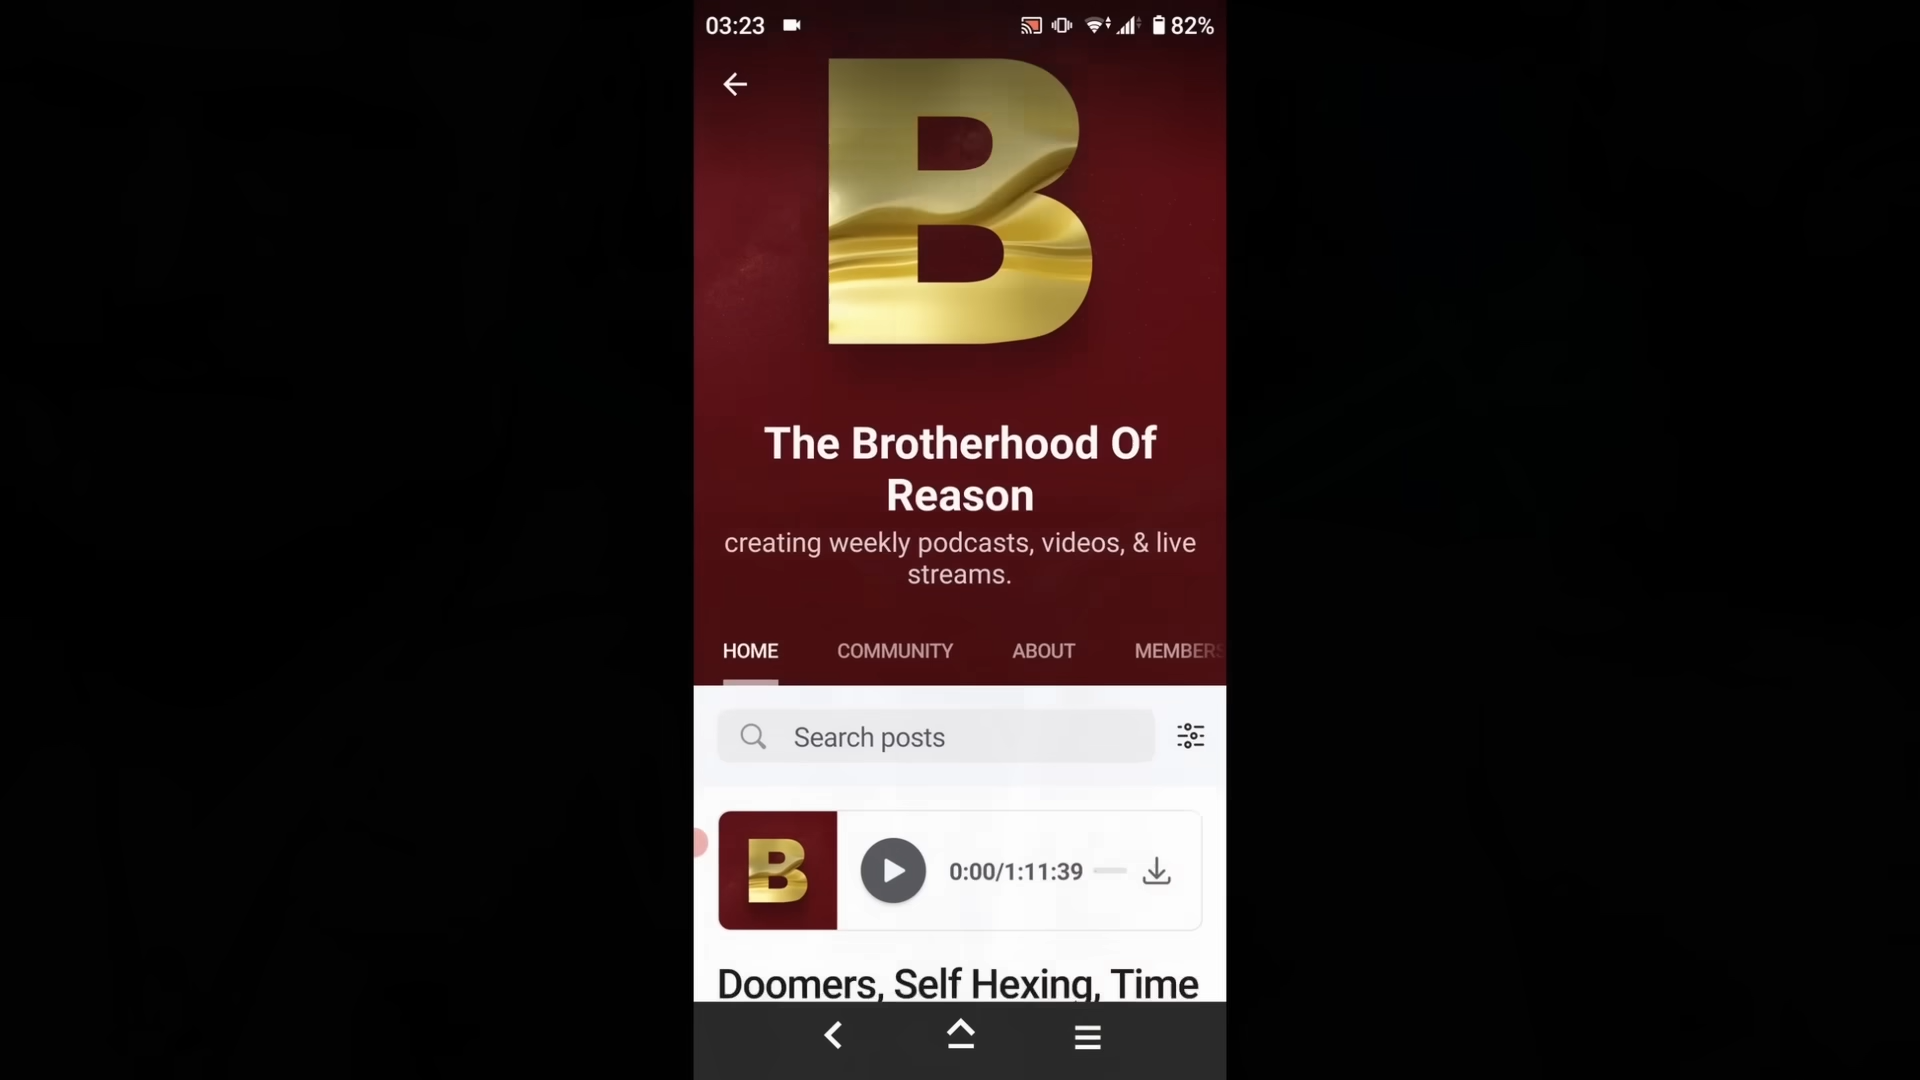 03:23
82%
B
The Brotherhood Of
Reason
creating weekly podcasts, videos, & live
streams.
HOME COMMUNITY ABOUT MEMBERS
Search posts
B
0:00/1:11:39
Doomers, Self Hexing, Time